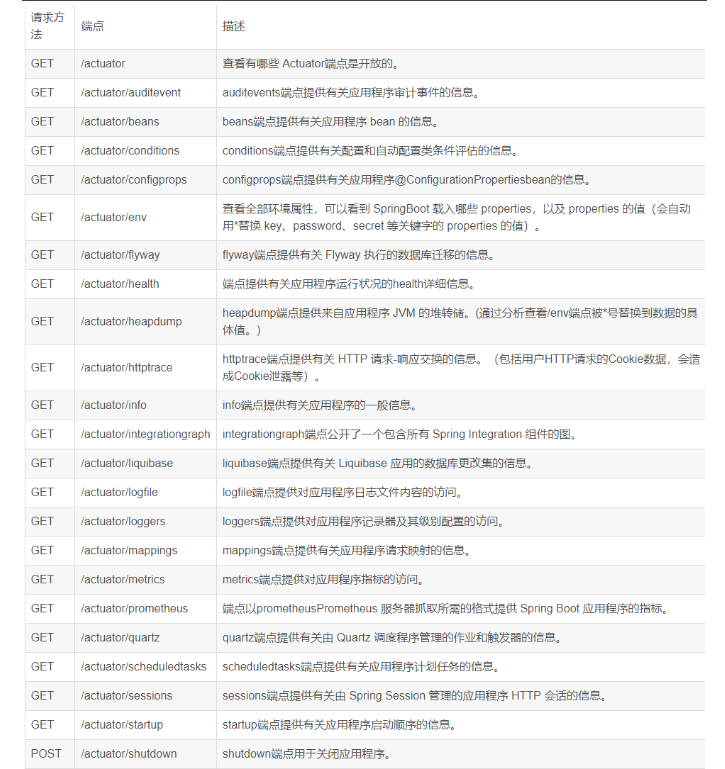 请求方
法
端点
描述
GET /actuator 查看有哪些 Actuator端点是开放的。
GET /actuator/auditevent auditevents端点提供有关应用程序审计事件的信息。
GET /actuator/beans beans端点提供有关应用程序 bean 的信息。
GET /actuator/conditions conditions端点提供有关配置和自动配置类条件评估的信息。
GET /actuator/configprops configprops端点提供有关应用程序@ConfigurationPropertiesbean的信息。
GET /actuator/env 查看全部环境属性，可以看到 SpringBoot 载入哪些 properties，以及 properties 的值（会自动
用*替换 key、password、secret 等关键字的 properties 的值）。
GET /actuator/flyway flyway端点提供有关 Flyway 执行的数据库迁移的信息。
GET /actuator/health 端点提供有关应用程序运行状况的health详细信息。
GET /actuator/heapdump heapdump端点提供来自应用程序 JVM 的堆转储。(通过分析查看/env端点被*号替换到数据的具
体值。)
GET /actuator/httptrace httptrace端点提供有关 HTTP 请求-响应交换的信息。（包括用户HTTP请求的Cookie数据，会造
成Cookie泄露等）。
GET /actuator/info info端点提供有关应用程序的一般信息。
GET /actuator/integrationgraph integrationgraph端点公开了一个包含所有 Spring Integration 组件的图。
GET /actuator/liquibase liquibase端点提供有关 Liquibase 应用的数据库更改集的信息。
GET /actuator/logfile logfile端点提供对应用程序日志文件内容的访问。
GET /actuator/loggers loggers端点提供对应用程序记录器及其级别配置的访问。
GET /actuator/mappings mappings端点提供有关应用程序请求映射的信息。
GET /actuator/metrics metrics端点提供对应用程序指标的访问。
GET /actuator/prometheus 端点以prometheusPrometheus 服务器抓取所需的格式提供 Spring Boot 应用程序的指标。
GET /actuator/quartz quartz端点提供有关由 Quartz 调度程序管理的作业和触发器的信息。
GET /actuator/scheduledtasks scheduledtasks端点提供有关应用程序计划任务的信息。
GET /actuator/sessions sessions端点提供有关由 Spring Session 管理的应用程序 HTTP 会话的信息。
GET /actuator/startup startup端点提供有关应用程序启动顺序的信息。
POST /actuator/shutdown shutdown端点用于关闭应用程序。